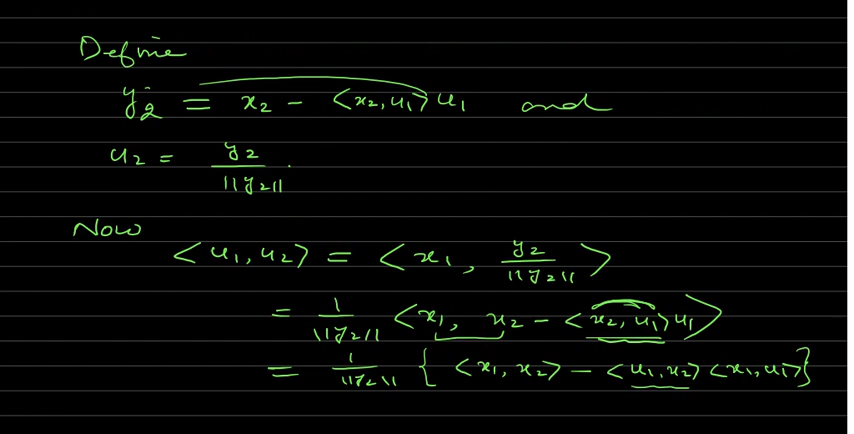 Define
y₂ = x₂ - <x₂, u₁> u₁ and
u₂ = y₂ / ||y₂||
Now
<u₁, u₂> = <x₁, y₂ / ||y₂||>
= 1 / ||y₂|| <x₁, x₂ - <x₂, u₁> u₁>
= 1 / ||y₂|| { <x₁, x₂> - <u₁, x₂> <x₁, u₁> }